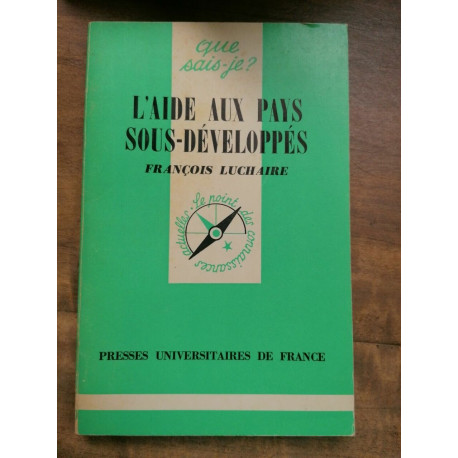 que
sais-je?
L'AIDE AUX PAYS
SOUS-DÉVELOPPÉS
FRANÇOIS LUCHAIRE
le point des connaissances actuelles
PRESSES UNIVERSITAIRES DE FRANCE